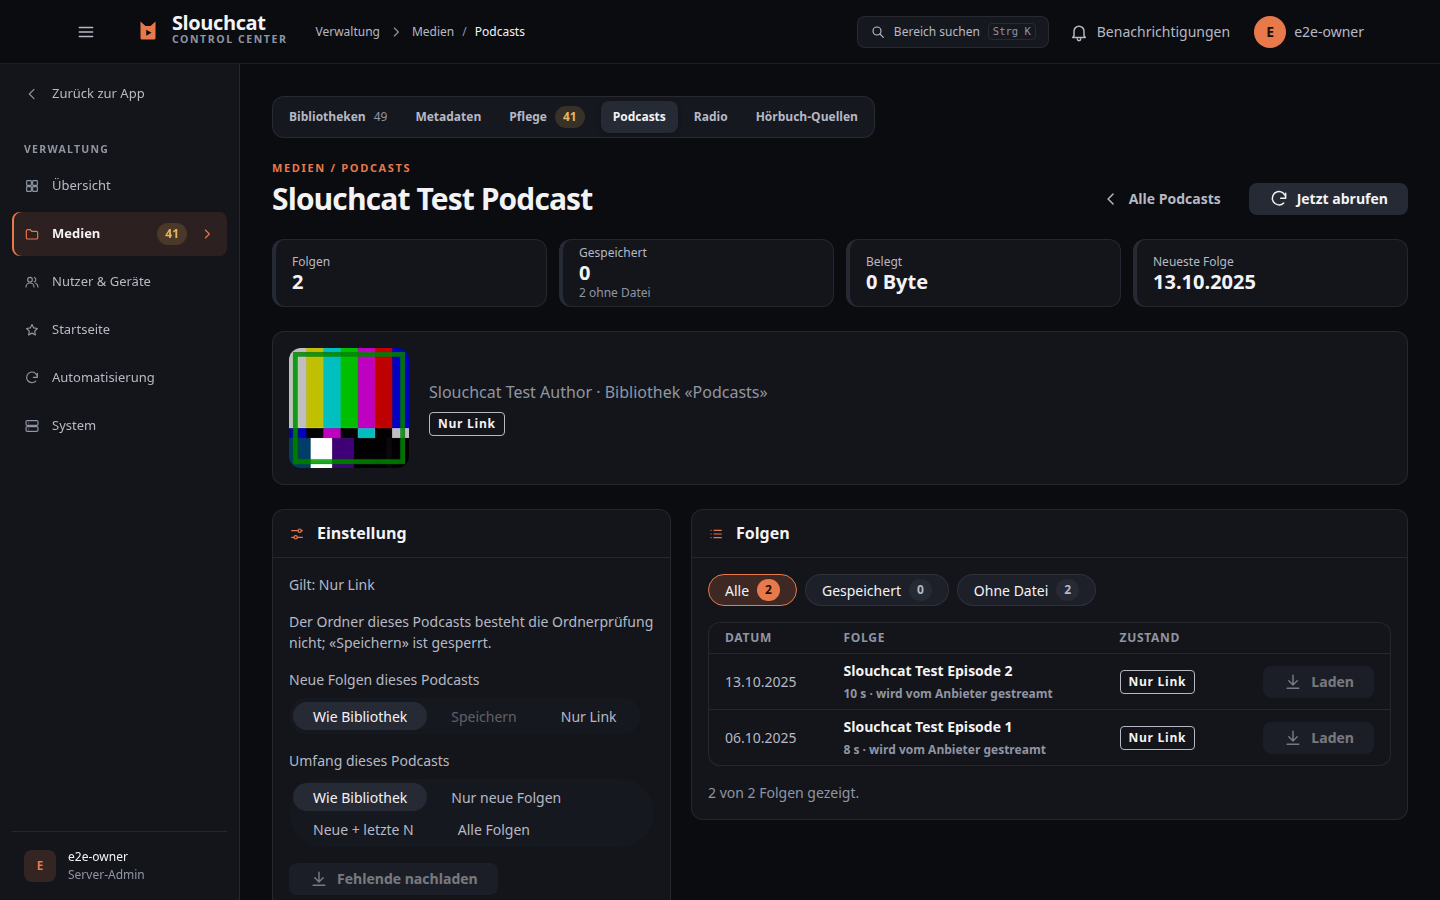 Slouchcat
CONTROL CENTER
Verwaltung > Medien / Podcasts
Bereich suchen Strg K
Benachrichtigungen
E e2e-owner
Zurück zur App
VERWALTUNG
Übersicht
Medien 41
Nutzer & Geräte
Startseite
Automatisierung
System
E
e2e-owner
Server-Admin
Bibliotheken 49 Metadaten Pflege 41 Podcasts Radio Hörbuch-Quellen
MEDIEN / PODCASTS
Slouchcat Test Podcast
Alle Podcasts
Jetzt abrufen
Folgen
2
Gespeichert
0
2 ohne Datei
Belegt
0 Byte
Neueste Folge
13.10.2025
Slouchcat Test Author · Bibliothek «Podcasts»
Nur Link
Einstellung
Gilt: Nur Link
Der Ordner dieses Podcasts besteht die Ordnerprüfung
nicht; «Speichern» ist gesperrt.
Neue Folgen dieses Podcasts
Wie Bibliothek Speichern Nur Link
Umfang dieses Podcasts
Wie Bibliothek Nur neue Folgen
Neue + letzte N Alle Folgen
Fehlende nachladen
Folgen
Alle 2 Gespeichert 0 Ohne Datei 2
DATUM FOLGE ZUSTAND
13.10.2025 Slouchcat Test Episode 2 Nur Link Laden
10 s · wird vom Anbieter gestreamt
06.10.2025 Slouchcat Test Episode 1 Nur Link Laden
8 s · wird vom Anbieter gestreamt
2 von 2 Folgen gezeigt.